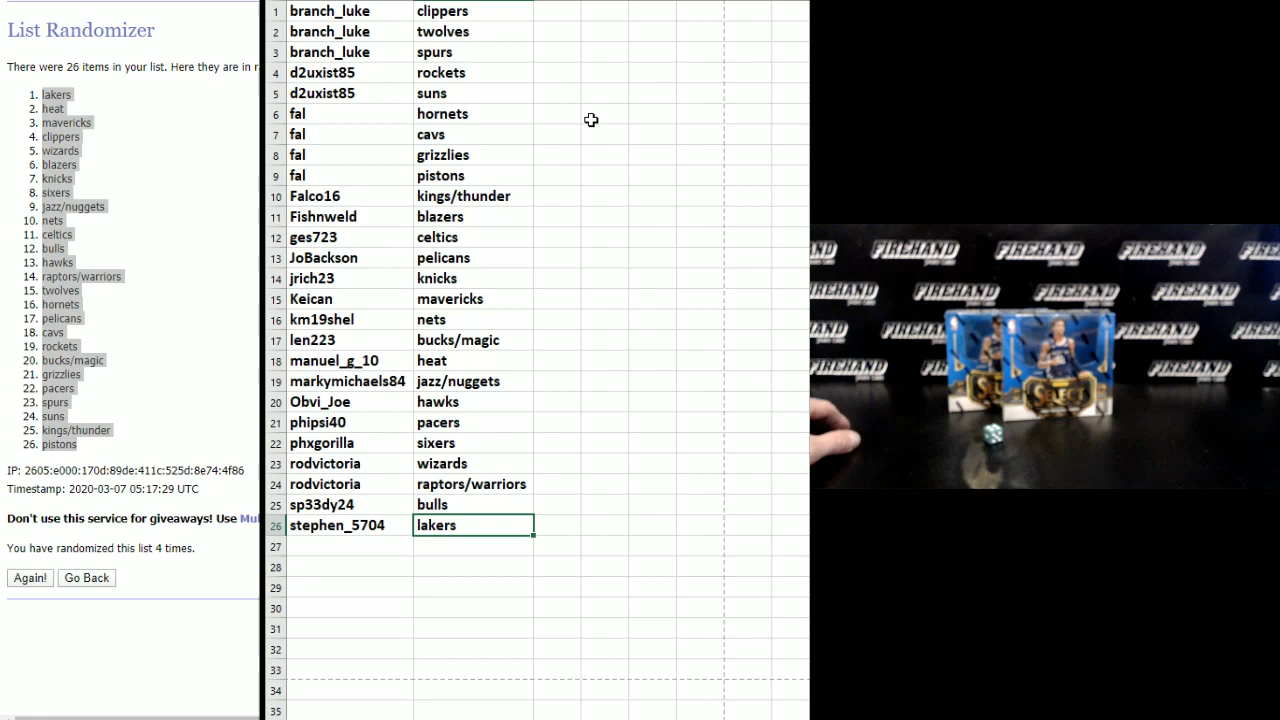 List Randomizer
There were 26 items in your list. Here they are in r
1. lakers
2. heat
3. mavericks
4. clippers
5. wizards
6. blazers
7. knicks
8. sixers
9. jazz/nuggets
10. nets
11. celtics
12. bulls
13. hawks
14. raptors/warriors
15. twolves
16. hornets
17. pelicans
18. cavs
19. rockets
20. bucks/magic
21. grizzlies
22. pacers
23. spurs
24. suns
25. kings/thunder
26. pistons
IP: 2605:e000:170d:89de:411c:525d:8e74:4f86
Timestamp: 2020-03-07 05:17:29 UTC
Don't use this service for giveaways! Use Mul
You have randomized this list 4 times.
Again! Go Back
1 branch_luke clippers
2 branch_luke twolves
3 branch_luke spurs
4 d2uxist85 rockets
5 d2uxist85 suns
6 fal hornets
7 fal cavs
8 fal grizzlies
9 fal pistons
10 Falco16 kings/thunder
11 Fishnweld blazers
12 ges723 celtics
13 JoBackson pelicans
14 jrich23 knicks
15 Keican mavericks
16 km19shel nets
17 len223 bucks/magic
18 manuel_g_10 heat
19 markymichaels84 jazz/nuggets
20 Obvi_Joe hawks
21 phipsi40 pacers
22 phxgorilla sixers
23 rodvictoria wizards
24 rodvictoria raptors/warriors
25 sp33dy24 bulls
26 stephen_5704 lakers
27
28
29
30
31
32
33
34
35
FIREHAND FIREHAND FIREHAND
FIREHAND FIREHAND FIREHAND
FIREHAND
SELECT